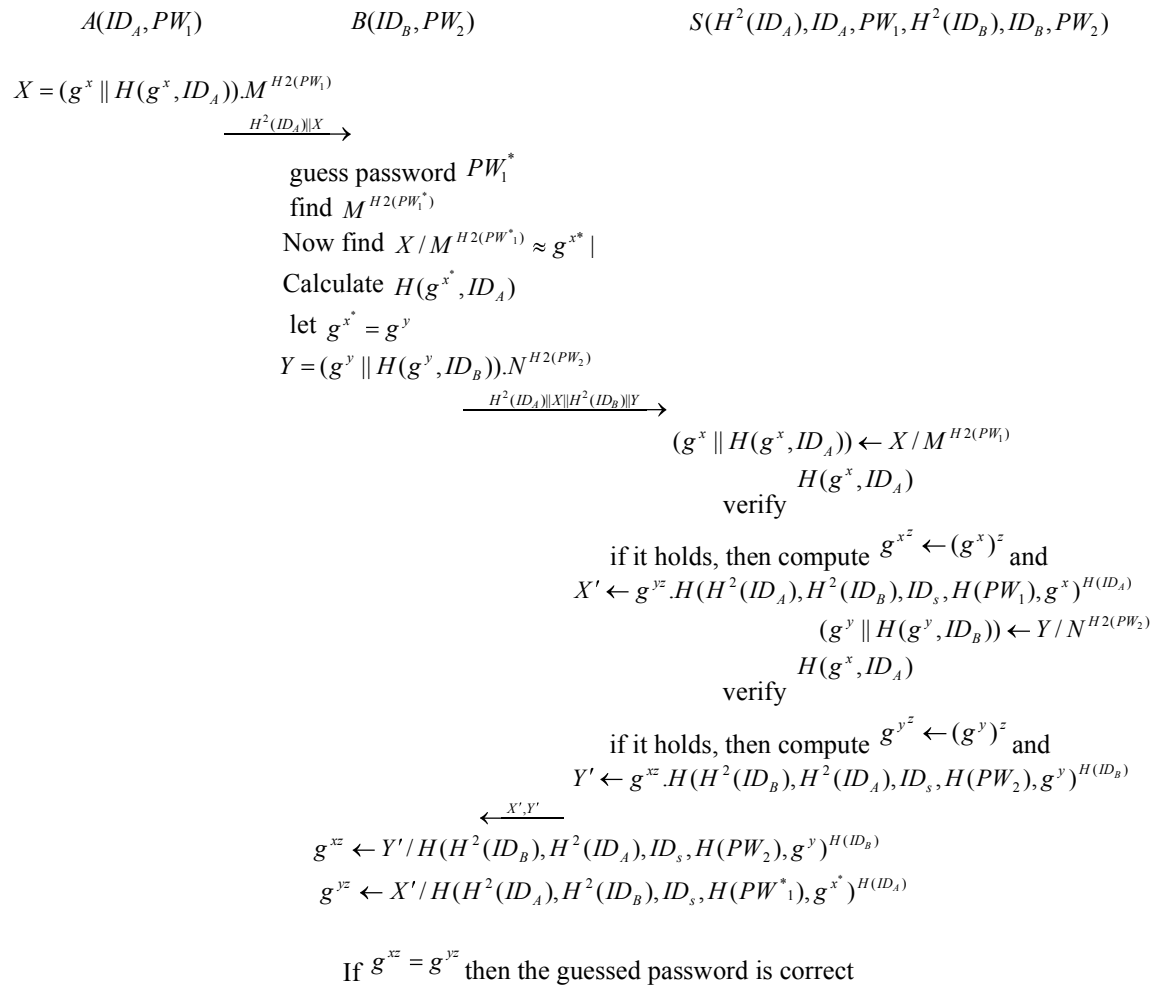 A(ID_A, PW_1) B(ID_B, PW_2) S(H^2(ID_A), ID_A, PW_1, H^2(ID_B), ID_B, PW_2)
X = (g^x || H(g^x, ID_A)).M^{H2(PW_1)}
H^2(ID_A)||X
guess password PW_1^*
find M^{H2(PW_1^*)}
Now find X / M^{H2(PW^*_1)} ≈ g^{x*} |
Calculate H(g^{x^*}, ID_A)
let g^{x^*} = g^y
Y = (g^y || H(g^y, ID_B)).N^{H2(PW_2)}
H^2(ID_A)||X||H^2(ID_B)||Y
(g^x || H(g^x, ID_A)) ← X / M^{H2(PW_1)}
verify H(g^x, ID_A)
if it holds, then compute g^{x^z} ← (g^x)^z and
X′ ← g^{yz}.H(H^2(ID_A), H^2(ID_B), ID_s, H(PW_1), g^x)^{H(ID_A)}
(g^y || H(g^y, ID_B)) ← Y / N^{H2(PW_2)}
verify H(g^x, ID_A)
if it holds, then compute g^{y^z} ← (g^y)^z and
Y′ ← g^{xz}.H(H^2(ID_B), H^2(ID_A), ID_s, H(PW_2), g^y)^{H(ID_B)}
X′,Y′
g^{xz} ← Y′ / H(H^2(ID_B), H^2(ID_A), ID_s, H(PW_2), g^y)^{H(ID_B)}
g^{yz} ← X′ / H(H^2(ID_A), H^2(ID_B), ID_s, H(PW^*_1), g^{x^*})^{H(ID_A)}
If g^{xz} = g^{yz} then the guessed password is correct